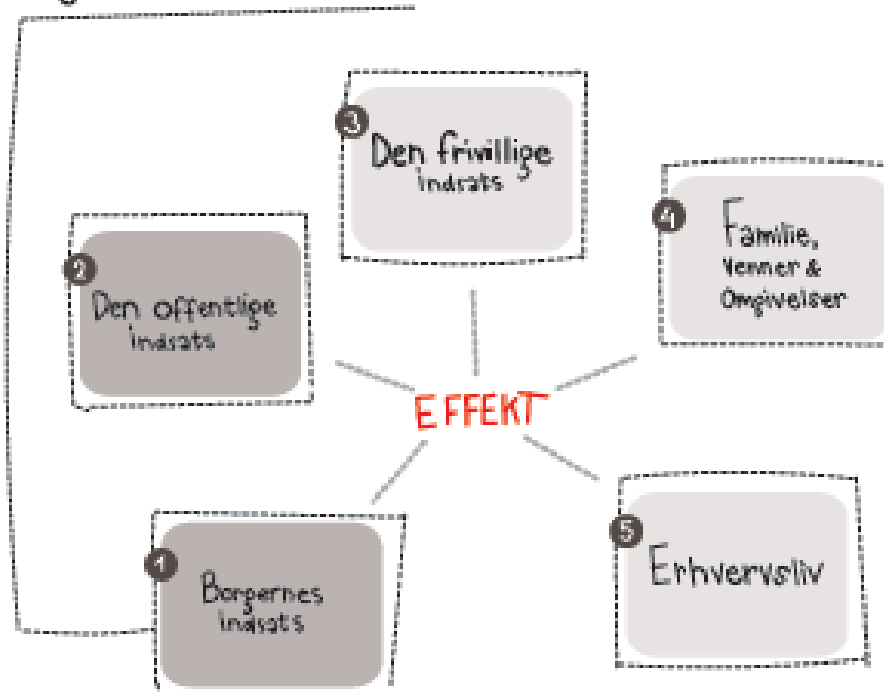 3
Den frivillige
indsats
4
Familie,
Venner &
Omgivelser
2
Den offentlige
indsats
EFFEKT
5
Erhvervsliv
1
Borgernes
indsats